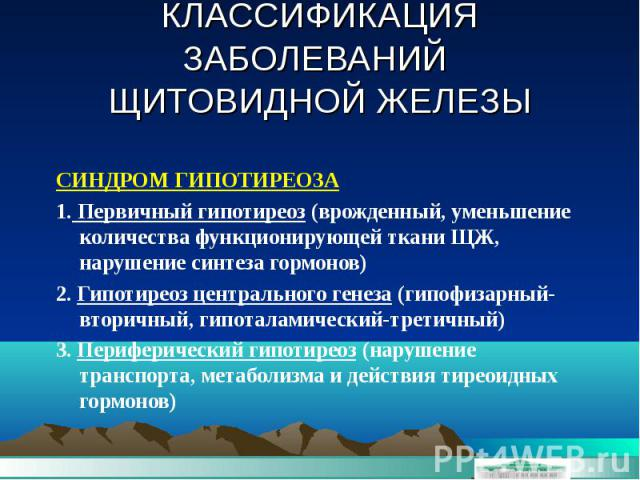 КЛАССИФИКАЦИЯ
ЗАБОЛЕВАНИЙ
ЩИТОВИДНОЙ ЖЕЛЕЗЫ
СИНДРОМ ГИПОТИРЕОЗА
1. Первичный гипотиреоз (врожденный, уменьшение
количества функционирующей ткани ЩЖ,
нарушение синтеза гормонов)
2. Гипотиреоз центрального генеза (гипофизарный-
вторичный, гипоталамический-третичный)
3. Периферический гипотиреоз (нарушение
транспорта, метаболизма и действия тиреоидных
гормонов)
PPt4WEB.ru